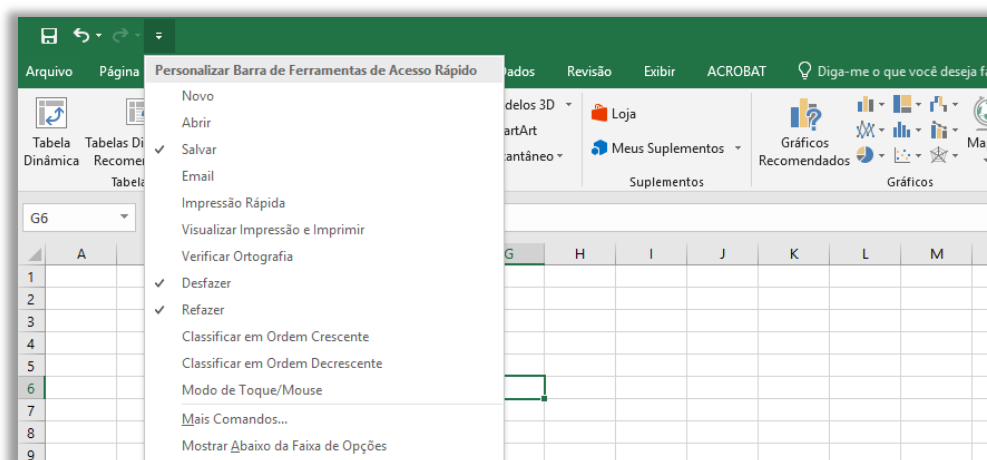 Arquivo Página Dados Revisão Exibir ACROBAT Diga-me o que você deseja
Personalizar Barra de Ferramentas de Acesso Rápido
Novo
Abrir
Salvar
Email
Impressão Rápida
Visualizar Impressão e Imprimir
Verificar Ortografia
Desfazer
Refazer
Classificar em Ordem Crescente
Classificar em Ordem Decrescente
Modo de Toque/Mouse
Mais Comandos...
Mostrar Abaixo da Faixa de Opções
Tabela
Dinâmica
Tabelas Di
Recomen
Tabela
delos 3D
artArt
antâneo
Loja
Meus Suplementos
Suplementos
Gráficos
Recomendados
Ma
Gráficos
G6
A G H I J K L M
1
2
3
4
5
6
7
8
9